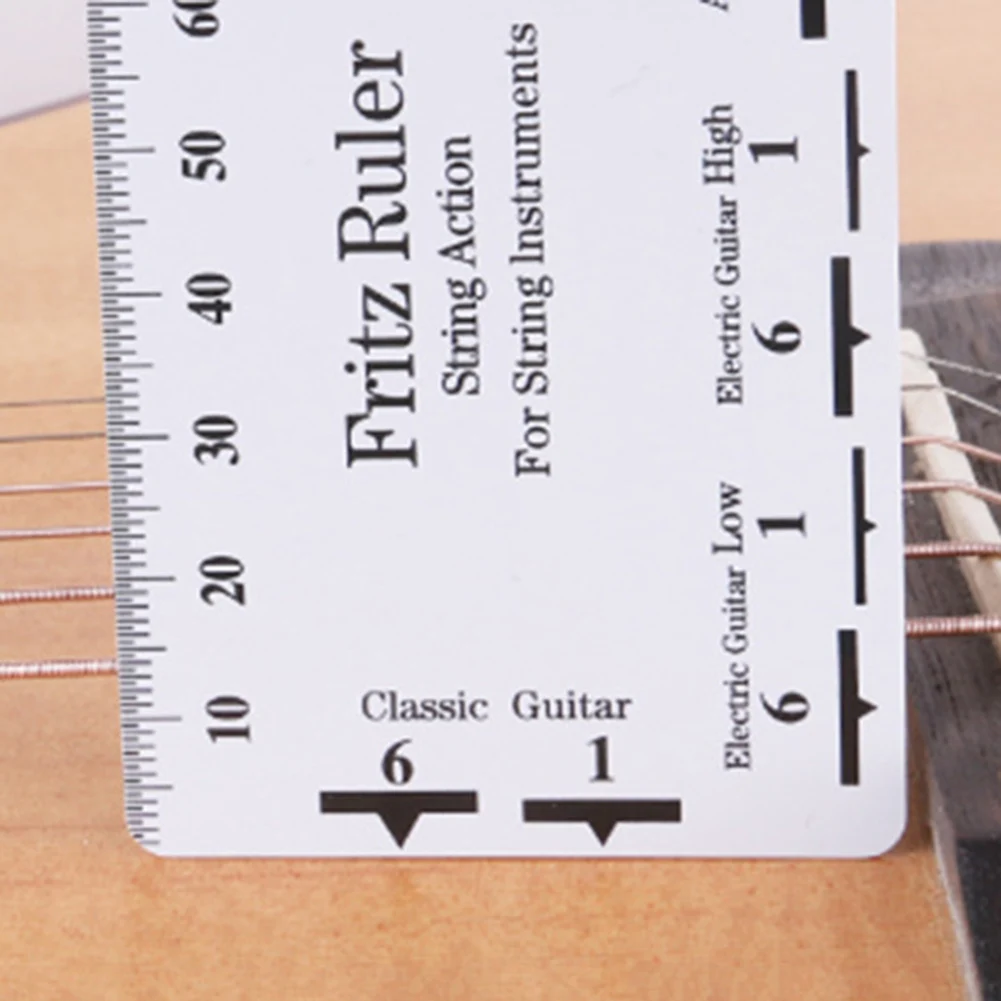 Fritz Ruler
String Action
For String Instruments
60
50
40
30
20
10
Electric Guitar High
6 1
Electric Guitar Low
6 1
Classic Guitar
6 1